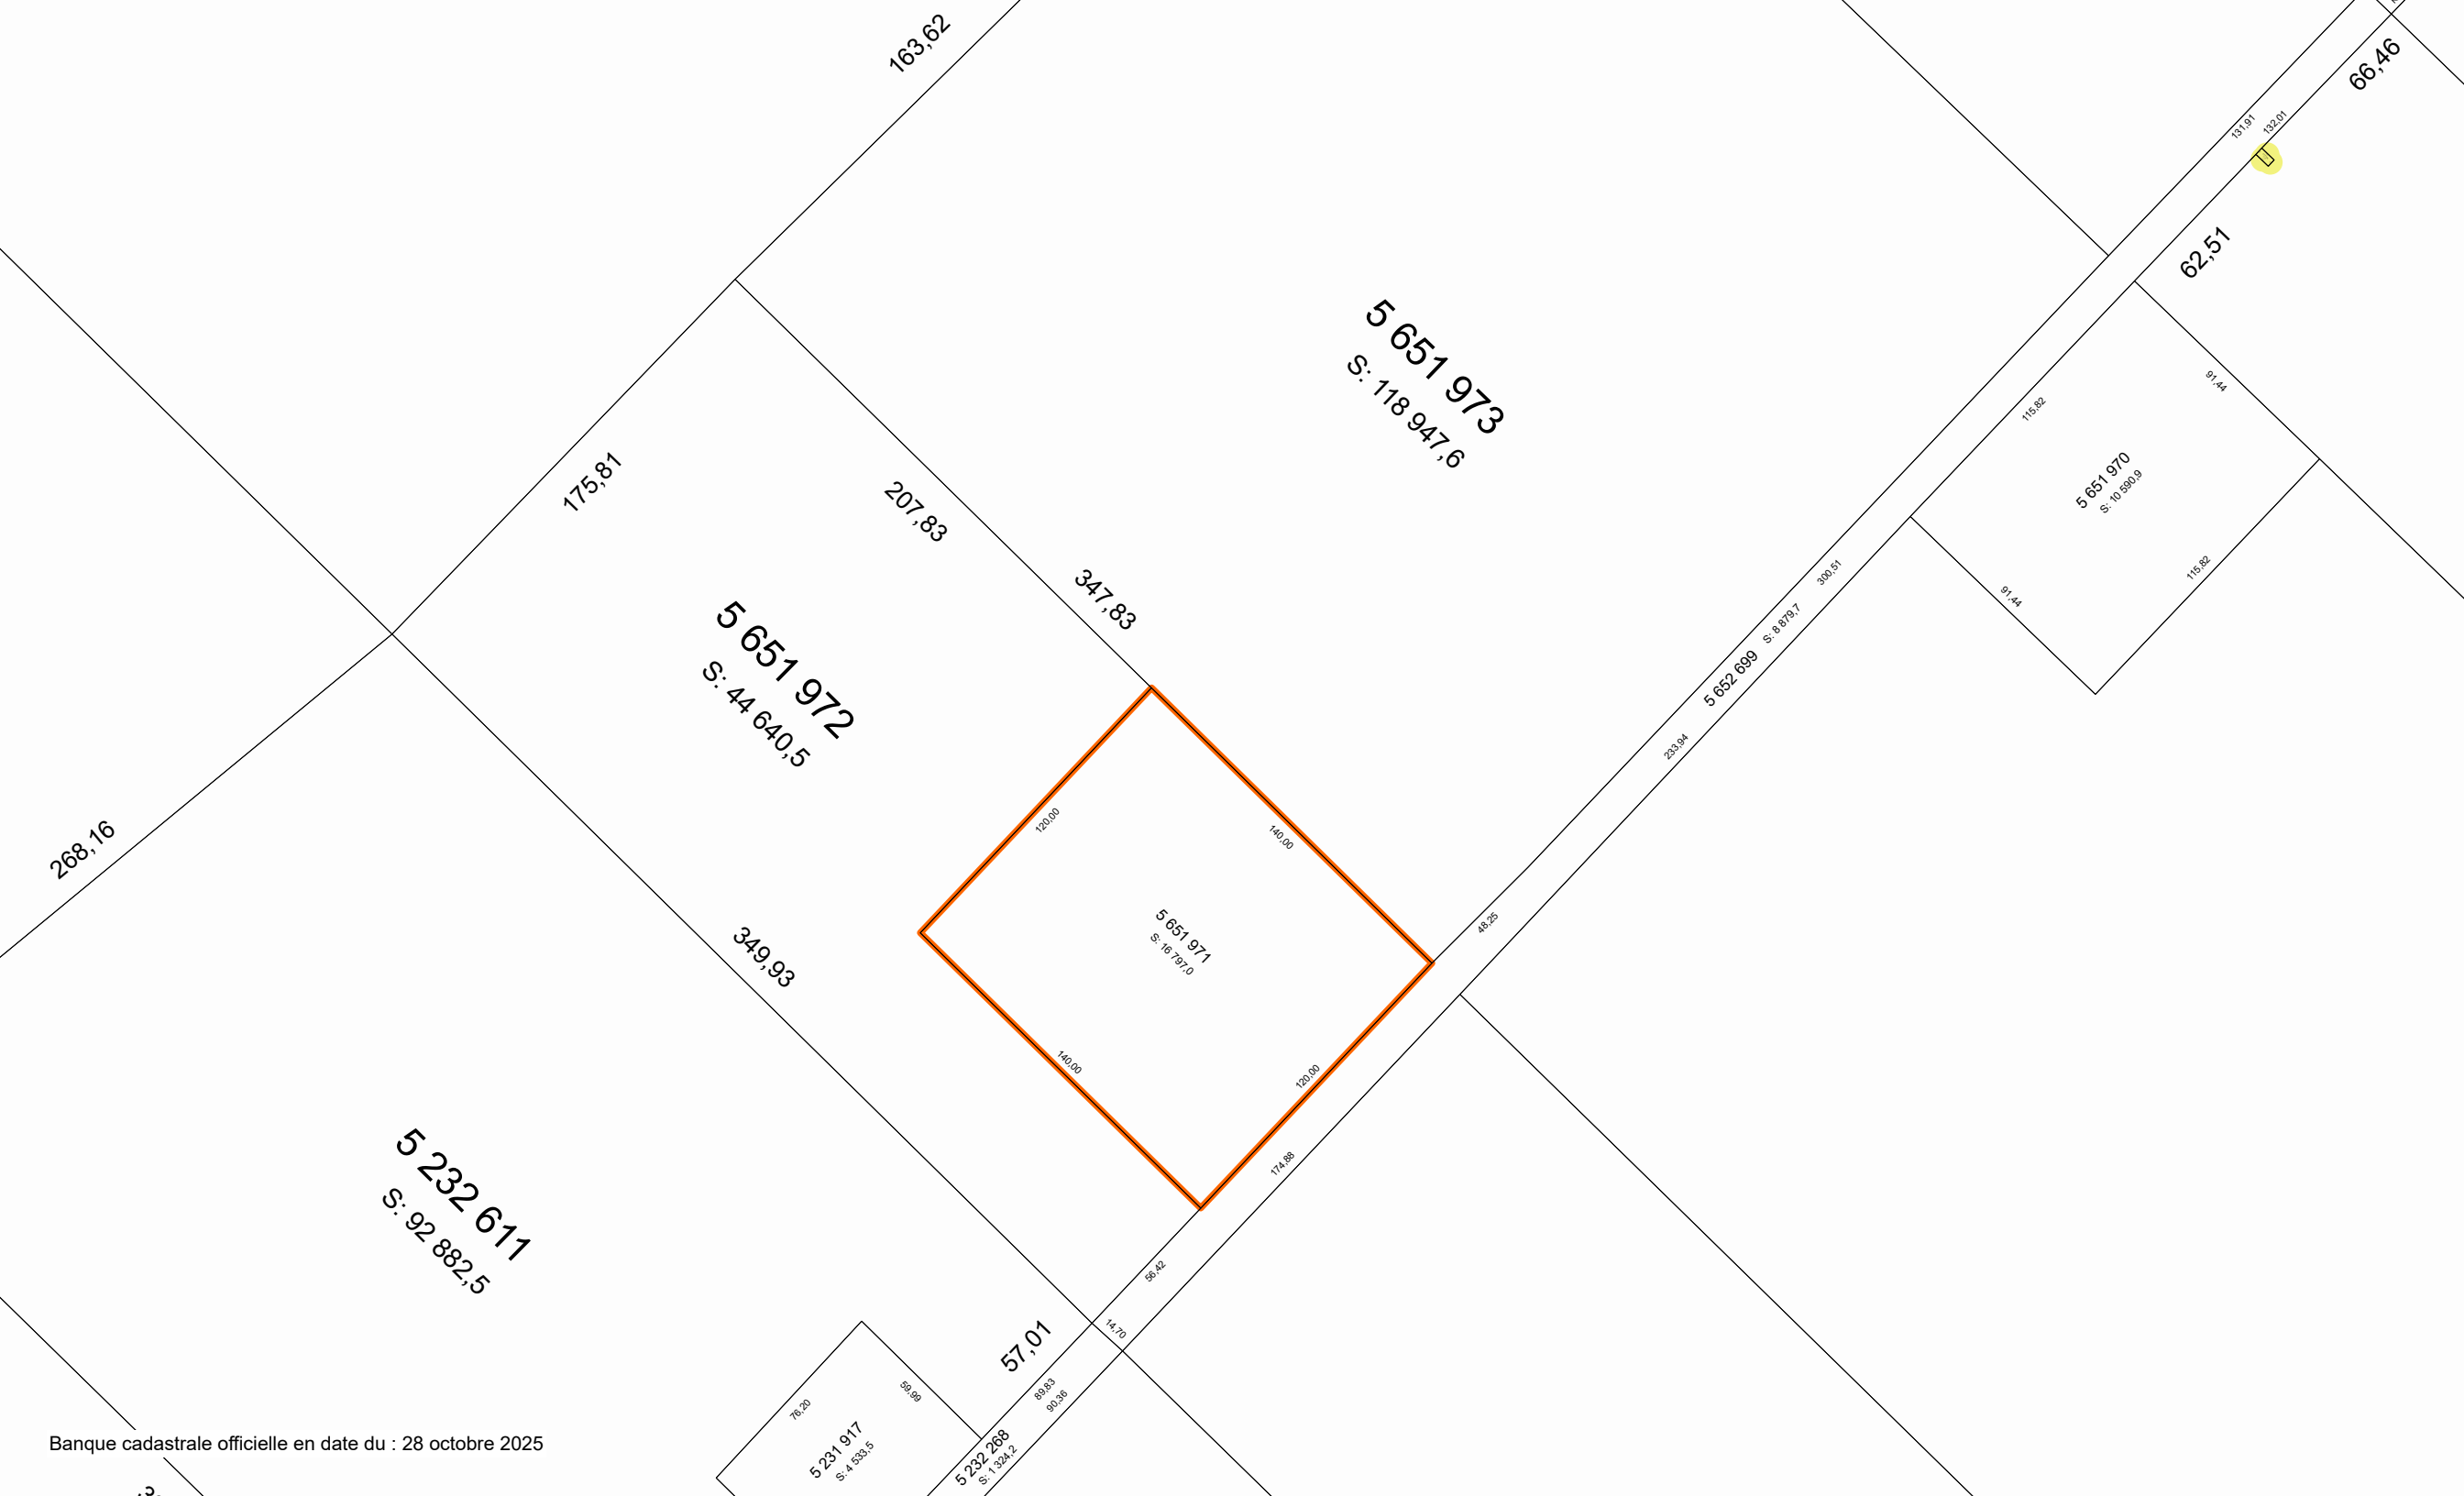 163,62
66,46
131,91
132,01
62,51
5 651 973
S: 118 947,6
91,44
115,82
175,81
207,83
5 651 970
S: 10 590,9
347,83
300,51
115,82
91,44
5 651 972
S: 44 640,5
5 652 699
S: 8 879,7
233,94
268,16
120,00
140,00
349,93
5 651 971
S: 16 797,0
48,25
140,00
120,00
5 232 611
S: 92 882,5
174,88
56,42
57,01
14,70
76,20
59,99
89,83
90,36
5 231 917
S: 4 533,5
5 232 268
S: 1 324,2
Banque cadastrale officielle en date du : 28 octobre 2025